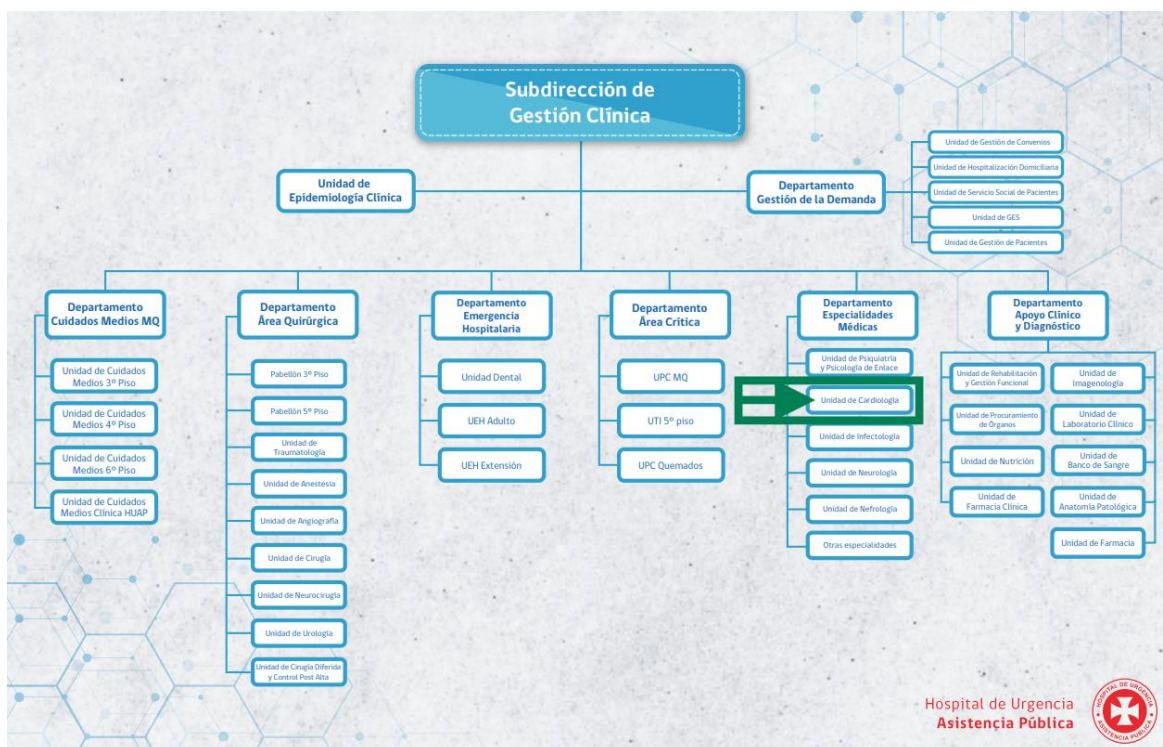 Subdirección de
Gestión Clínica
Unidad de
Epidemiología Clínica
Departamento
Gestión de la Demanda
Unidad de Gestión de Convenios
Unidad de Hospitalización Domiciliaria
Unidad de Servicio Social de Pacientes
Unidad de GES
Unidad de Gestión de Pacientes
Departamento
Cuidados Medios MQ
Unidad de Cuidados
Medios 3º Piso
Unidad de Cuidados
Medios 4º Piso
Unidad de Cuidados
Medios 6º Piso
Unidad de Cuidados
Medios Clínica HUAP
Departamento
Área Quirúrgica
Pabellón 3º Piso
Pabellón 5º Piso
Unidad de
Traumatología
Unidad de Anestesia
Unidad de Angiografía
Unidad de Cirugía
Unidad de Neurocirugía
Unidad de Urología
Unidad de Cirugía Diferida
y Control Post Alta
Departamento
Emergencia
Hospitalaria
Unidad Dental
UEH Adulto
UEH Extensión
Departamento
Área Crítica
UPC MQ
UTI 5º piso
UPC Quemados
Departamento
Especialidades
Médicas
Unidad de Psiquiatría
y Psicología de Enlace
Unidad de Cardiología
Unidad de Infectología
Unidad de Neurología
Unidad de Nefrología
Otras especialidades
Departamento
Apoyo Clínico
y Diagnóstico
Unidad de Rehabilitación
y Gestión Funcional
Unidad de Procuramiento
de Órganos
Unidad de Nutrición
Unidad de
Farmacia Clínica
Unidad de
Imagenología
Unidad de
Laboratorio Clínico
Unidad de
Banco de Sangre
Unidad de
Anatomía Patológica
Unidad de Farmacia
Hospital de Urgencia
Asistencia Pública
HOSPITAL DE URGENCIA
ASISTENCIA PÚBLICA